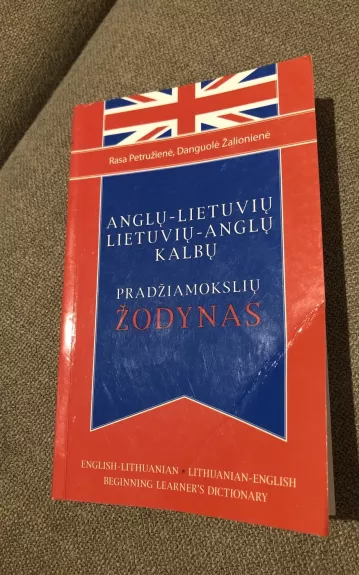 Rasa Petružienė, Danguolė Žalionienė
ANGLŲ-LIETUVIŲ
LIETUVIŲ-ANGLŲ
KALBŲ
PRADŽIAMOKSLIŲ
ŽODYNAS
ENGLISH-LITHUANIAN • LITHUANIAN-ENGLISH
BEGINNING LEARNER'S DICTIONARY